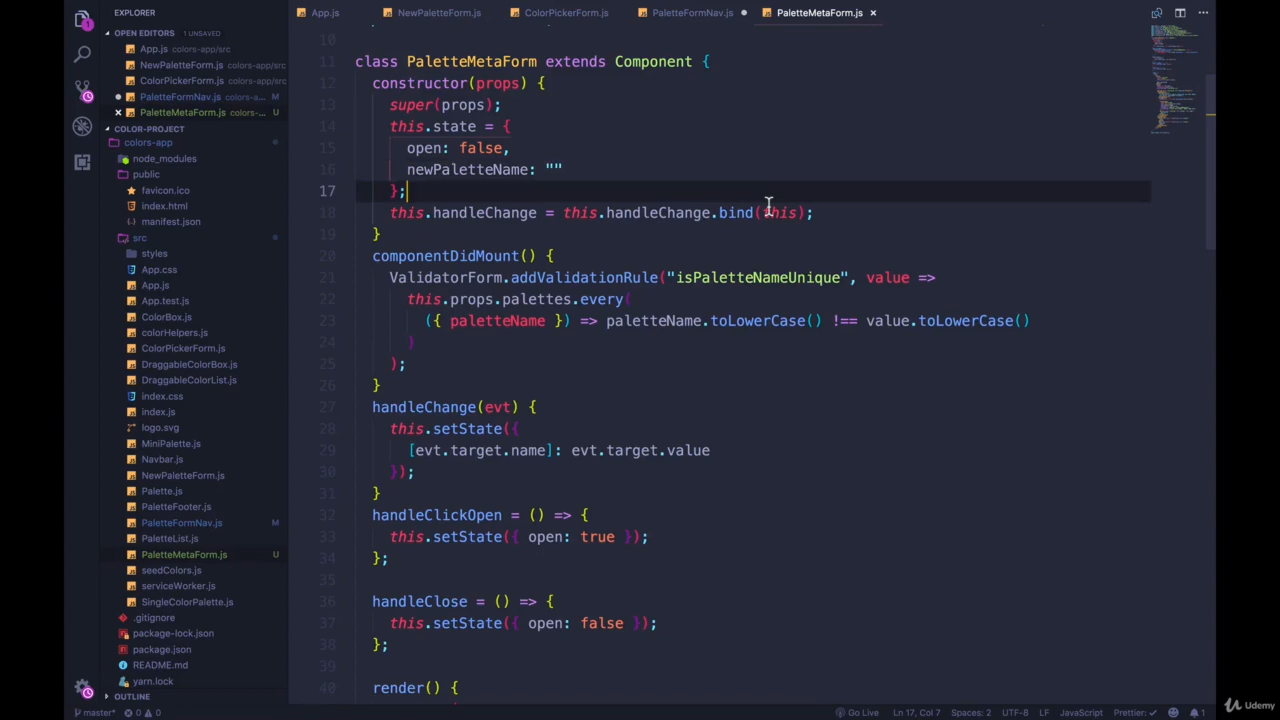 EXPLORER
OPEN EDITORS 1 UNSAVED
App.js colors-app/src
NewPaletteForm.js colors-app/src
ColorPickerForm.js colors-app/src
PaletteFormNav.js colors-a... M
PaletteMetaForm.js colors-... U
COLOR-PROJECT
colors-app
node_modules
public
favicon.ico
index.html
manifest.json
src
styles
App.css
App.js
App.test.js
ColorBox.js
colorHelpers.js
ColorPickerForm.js
DraggableColorBox.js
DraggableColorList.js
index.css
index.js
logo.svg
MiniPalette.js
Navbar.js
NewPaletteForm.js
Palette.js
PaletteFooter.js
PaletteFormNav.js M
PaletteList.js
PaletteMetaForm.js U
seedColors.js
serviceWorker.js
SingleColorPalette.js
.gitignore
package-lock.json
package.json
README.md
yarn.lock
OUTLINE
App.js NewPaletteForm.js ColorPickerForm.js PaletteFormNav.js PaletteMetaForm.js
10
11 class PaletteMetaForm extends Component {
12 constructor(props) {
13 super(props);
14 this.state = {
15 open: false,
16 newPaletteName: ""
17 };
18 this.handleChange = this.handleChange.bind(this);
19 }
20 componentDidMount() {
21 ValidatorForm.addValidationRule("isPaletteNameUnique", value =>
22 this.props.palettes.every(
23 ({ paletteName }) => paletteName.toLowerCase() !== value.toLowerCase()
24 )
25 );
26 }
27 handleChange(evt) {
28 this.setState({
29 [evt.target.name]: evt.target.value
30 });
31 }
32 handleClickOpen = () => {
33 this.setState({ open: true });
34 };
35
36 handleClose = () => {
37 this.setState({ open: false });
38 };
39
40 render() {
master* 0 0 Go Live Ln 17, Col 7 Spaces: 2 UTF-8 LF JavaScript Prettier: ✓ 1
Udemy